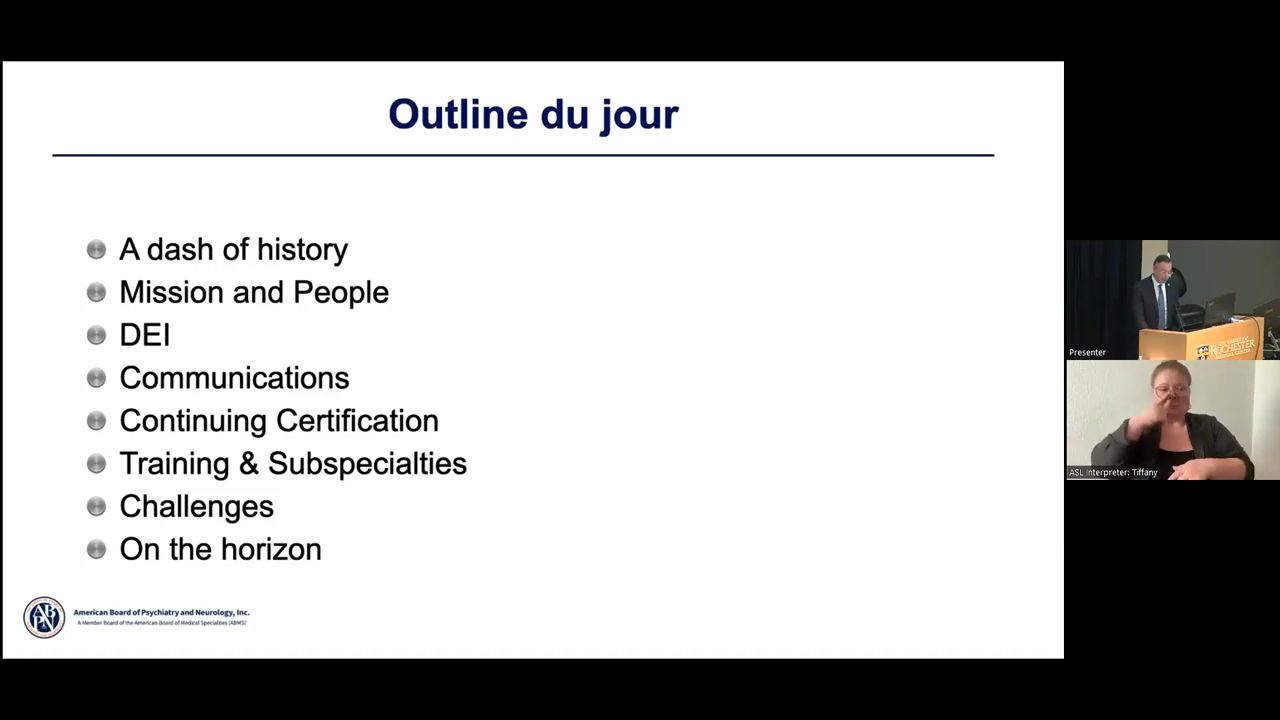 Outline du jour
A dash of history
Mission and People
DEI
Communications
Continuing Certification
Training & Subspecialties
Challenges
On the horizon
ABPN
American Board of Psychiatry and Neurology, Inc.
A Member Board of the American Board of Medical Specialties (ABMS)
ROCHESTER
Presenter
ASL Interpreter: Tiffany